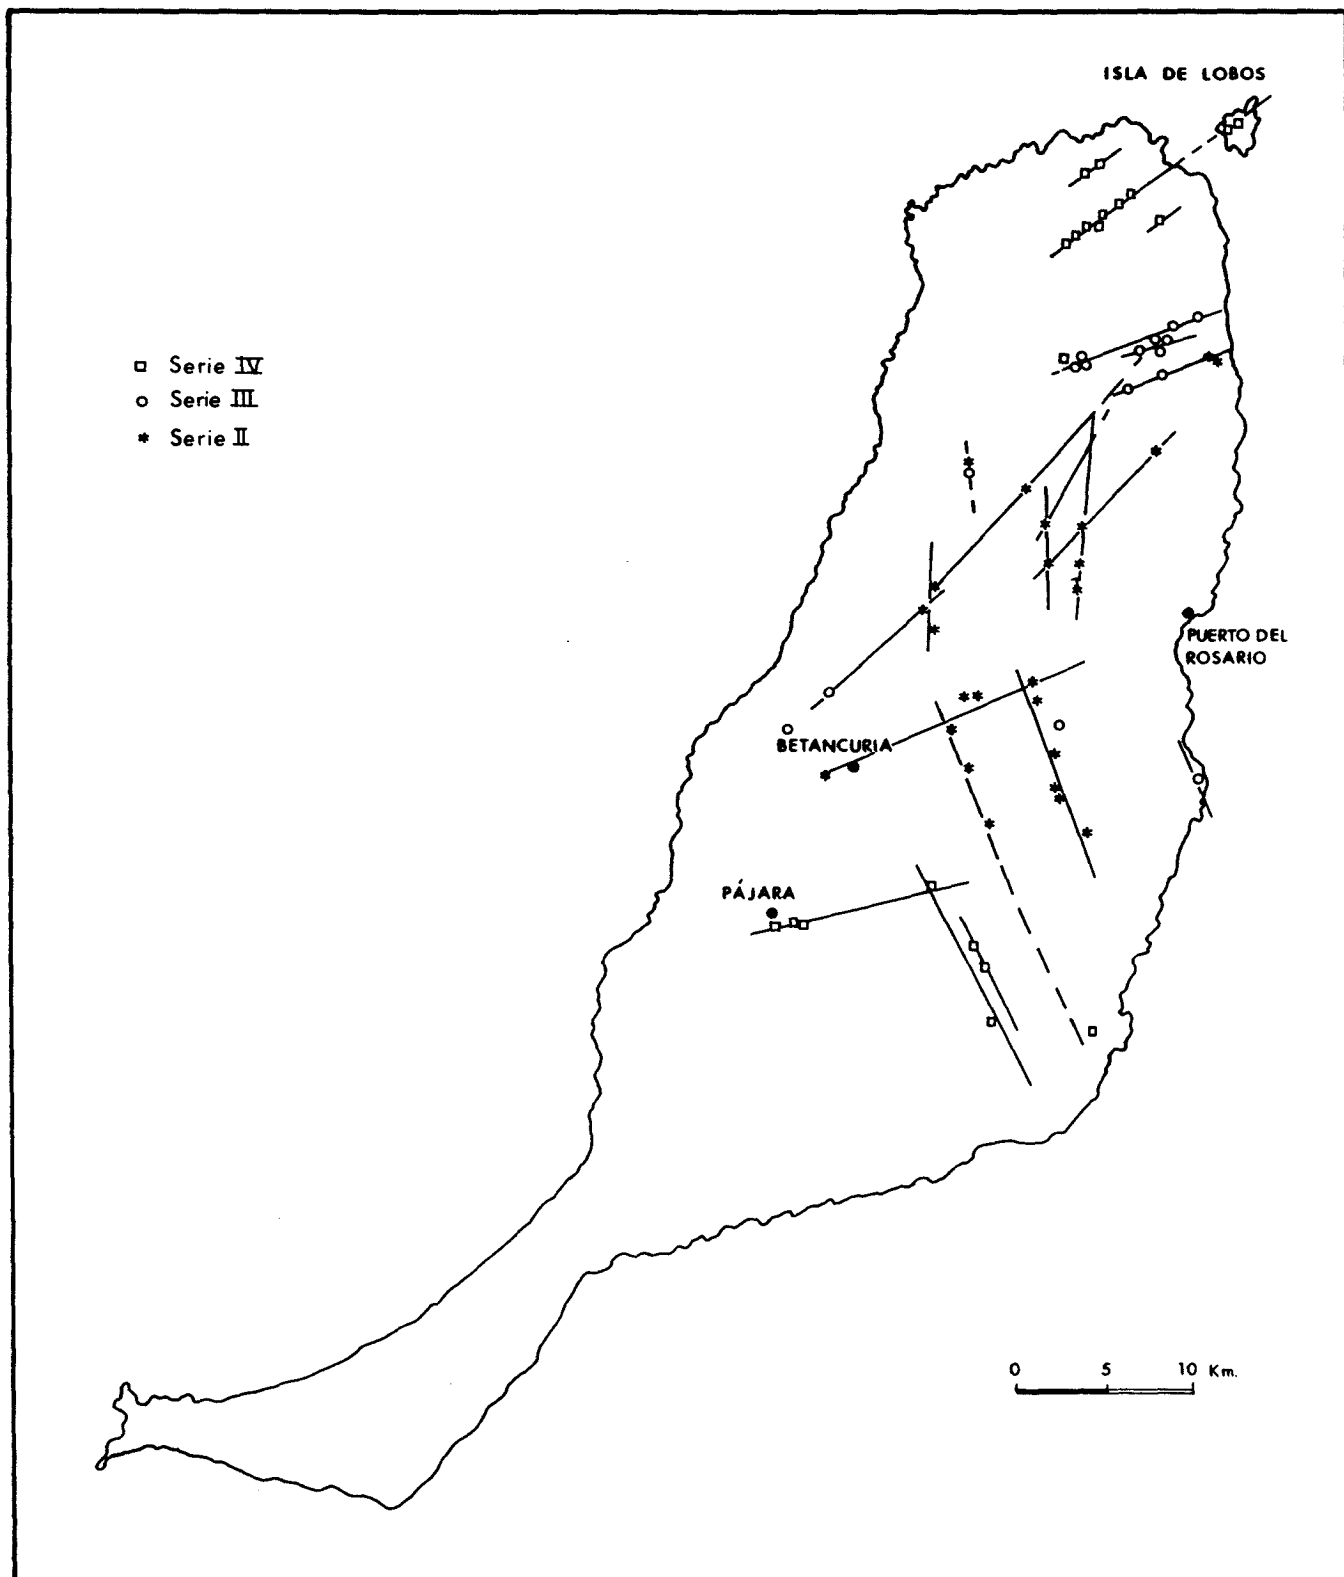 ISLA DE LOBOS
Serie IV
Serie III
Serie II
PUERTO DEL
ROSARIO
BETANCURIA
PÁJARA
0 5 10 Km.